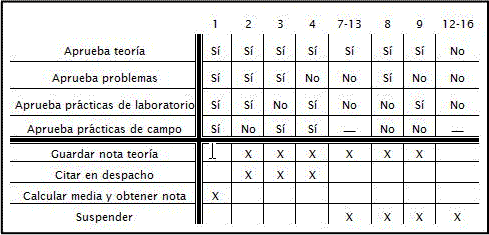 1 2 3 4 7-13 8 9 12-16
Aprueba teoría Sí Sí Sí Sí Sí Sí Sí No
Aprueba problemas Sí Sí Sí No No Sí No No
Aprueba prácticas de laboratorio Sí Sí No Sí No No Sí No
Aprueba prácticas de campo Sí No Sí Sí — No No —
Guardar nota teoría X X X X X X
Citar en despacho X X X
Calcular media y obtener nota X
Suspender X X X X